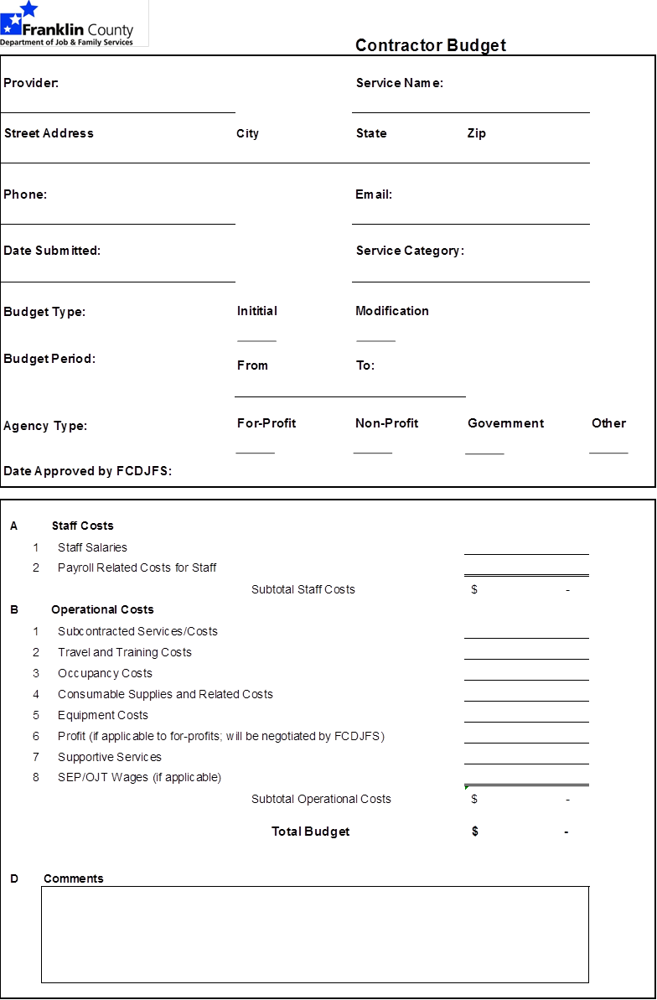 Franklin County
Department of Job & Family Services
Contractor Budget
Provider: Service Name:
Street Address City State Zip
Phone: Email:
Date Submitted: Service Category:
Budget Type: Inititial Modification
Budget Period: From To:
Agency Type: For-Profit Non-Profit Government Other
Date Approved by FCDJFS:
A Staff Costs
1 Staff Salaries
2 Payroll Related Costs for Staff
Subtotal Staff Costs $ -
B Operational Costs
1 Subcontracted Services/Costs
2 Travel and Training Costs
3 Occupancy Costs
4 Consumable Supplies and Related Costs
5 Equipment Costs
6 Profit (if applicable to for-profits; will be negotiated by FCDJFS)
7 Supportive Services
8 SEP/OJT Wages (if applicable)
Subtotal Operational Costs $ -
Total Budget $ -
D Comments